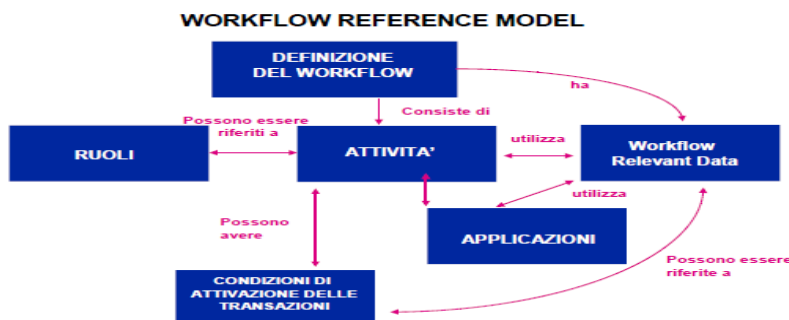 WORKFLOW REFERENCE MODEL
DEFINIZIONE
DEL WORKFLOW
ha
Consiste di
Possono essere
riferiti a
RUOLI
ATTIVITA'
utilizza
Workflow
Relevant Data
utilizza
Possono
avere
APPLICAZIONI
Possono essere
riferite a
CONDIZIONI DI
ATTIVAZIONE DELLE
TRANSAZIONI